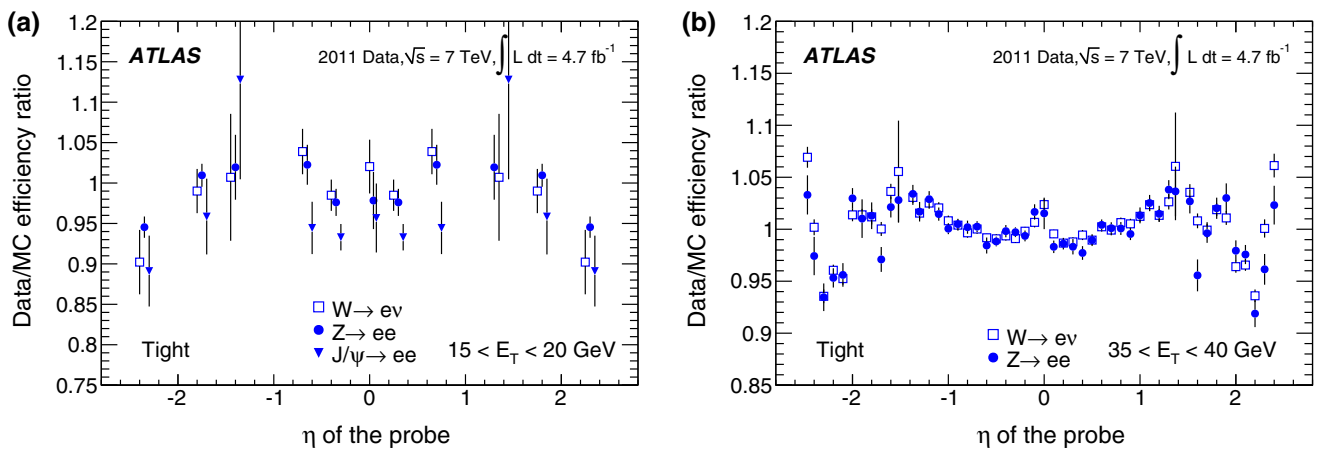 (a)
Data/MC efficiency ratio
1.2
1.15
1.1
1.05
1
0.95
0.9
0.85
0.8
0.75
ATLAS
2011 Data,√s = 7 TeV,∫ L dt = 4.7 fb⁻¹
W→ eν
Z→ ee
J/ψ→ ee
Tight
15 < E_T < 20 GeV
-2 -1 0 1 2
η of the probe
(b)
Data/MC efficiency ratio
1.2
1.15
1.1
1.05
1
0.95
0.9
0.85
ATLAS
2011 Data,√s = 7 TeV,∫ L dt = 4.7 fb⁻¹
W→ eν
Z→ ee
Tight
35 < E_T < 40 GeV
-2 -1 0 1 2
η of the probe